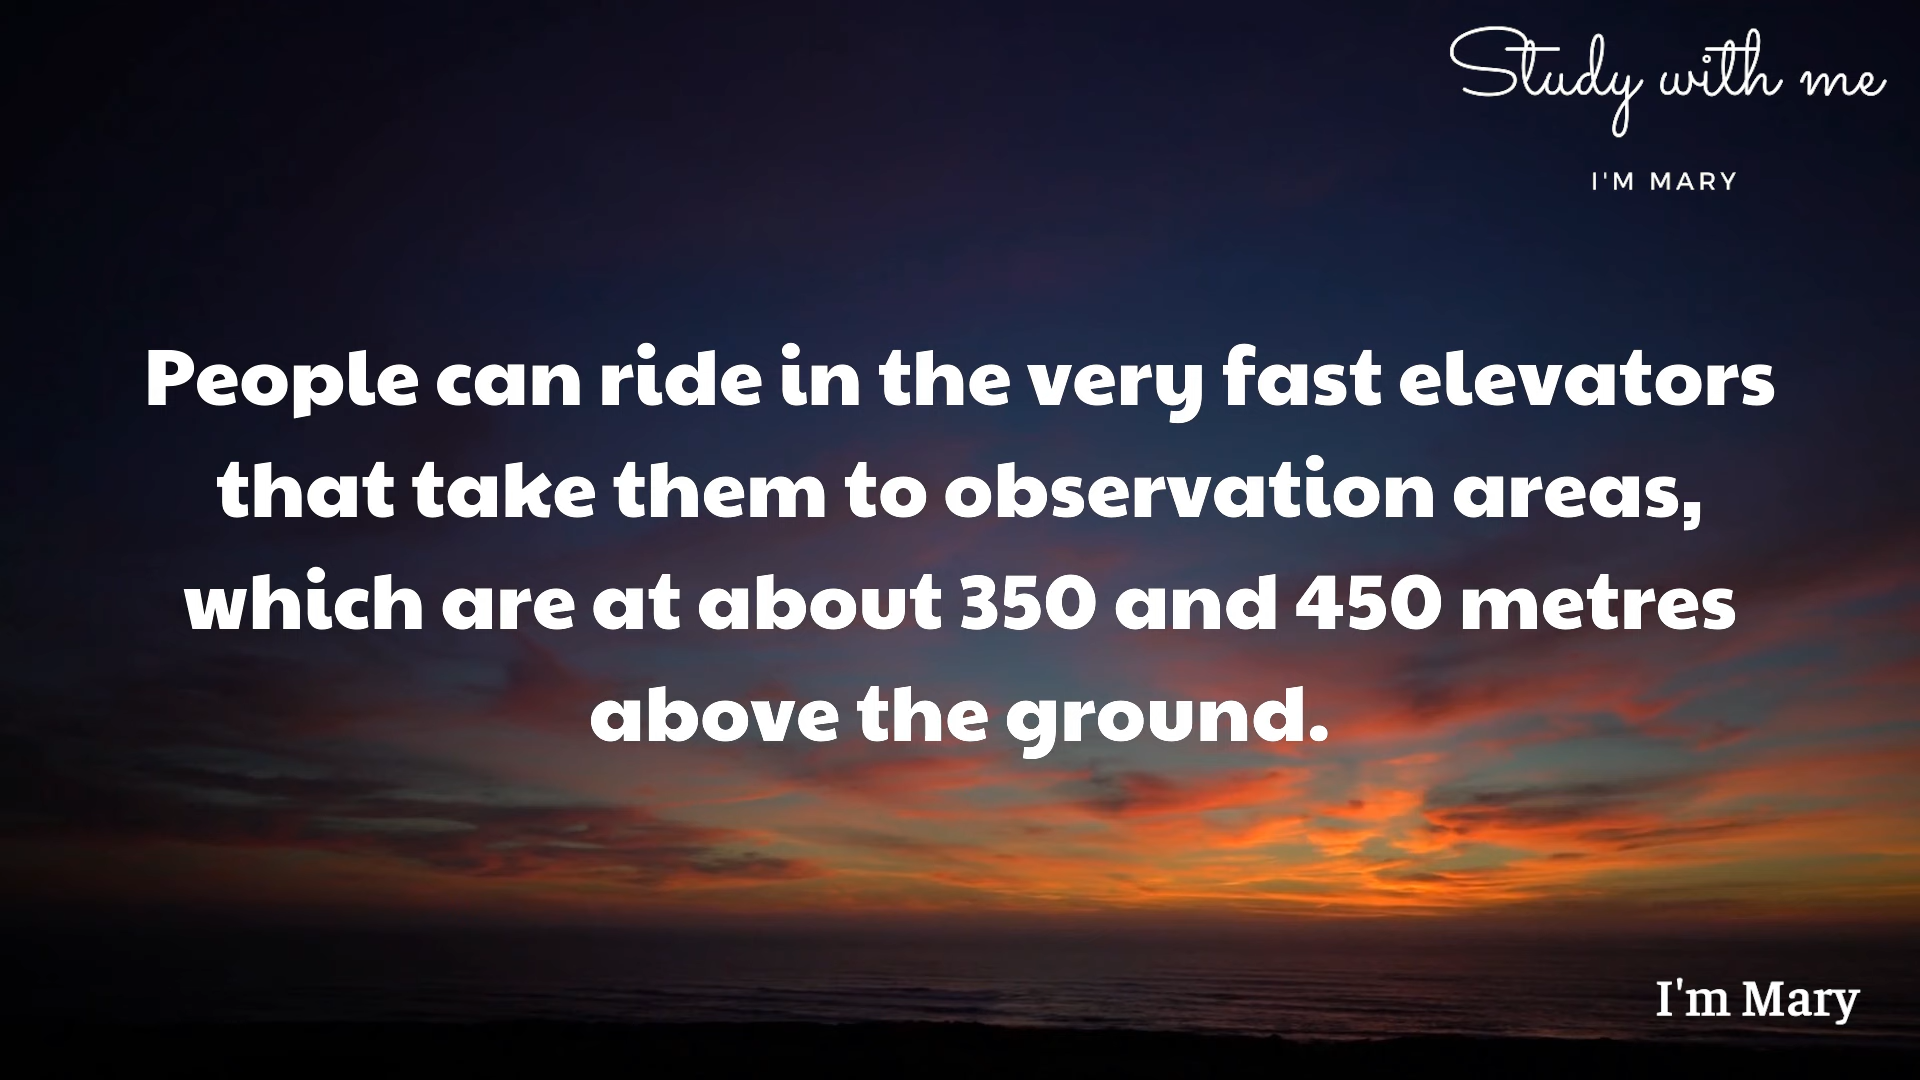 Study with me
I'M MARY
People can ride in the very fast elevators
that take them to observation areas,
which are at about 350 and 450 metres
above the ground.
I'm Mary